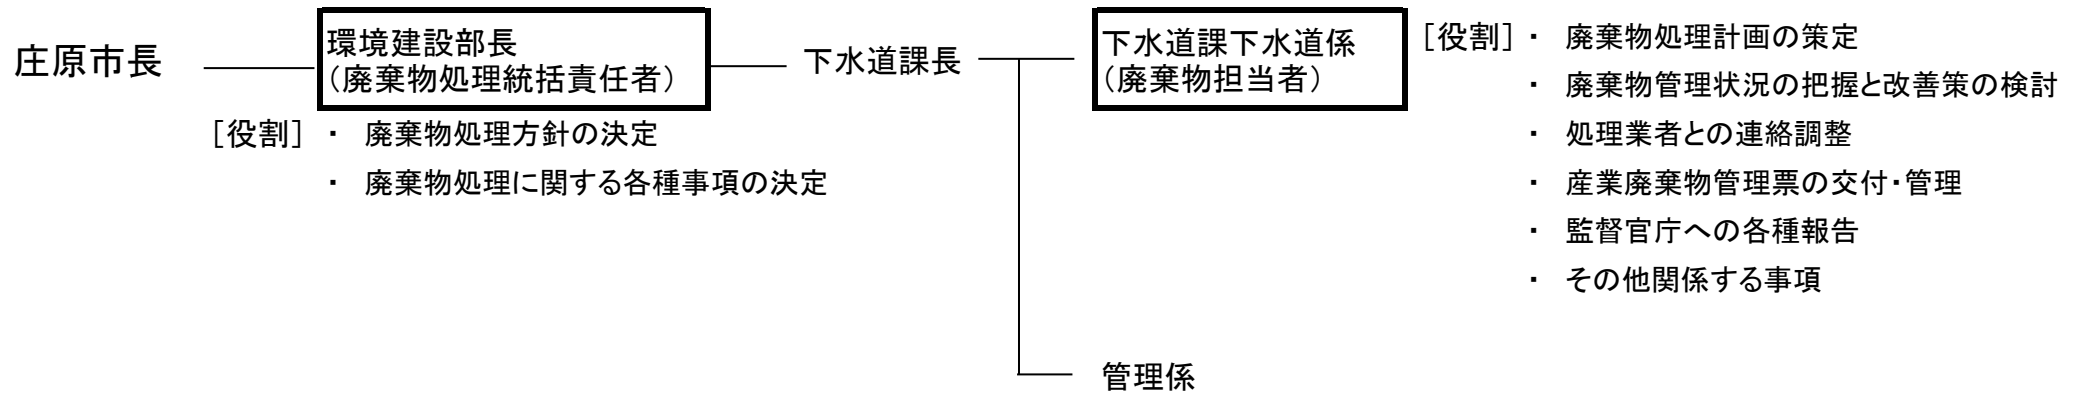 庄原市長
環境建設部長
(廃棄物処理統括責任者)
[役割] ・ 廃棄物処理方針の決定
・ 廃棄物処理に関する各種事項の決定
下水道課長
下水道課下水道係
(廃棄物担当者)
[役割] ・ 廃棄物処理計画の策定
・ 廃棄物管理状況の把握と改善策の検討
・ 処理業者との連絡調整
・ 産業廃棄物管理票の交付・管理
・ 監督官庁への各種報告
・ その他関係する事項
管理係